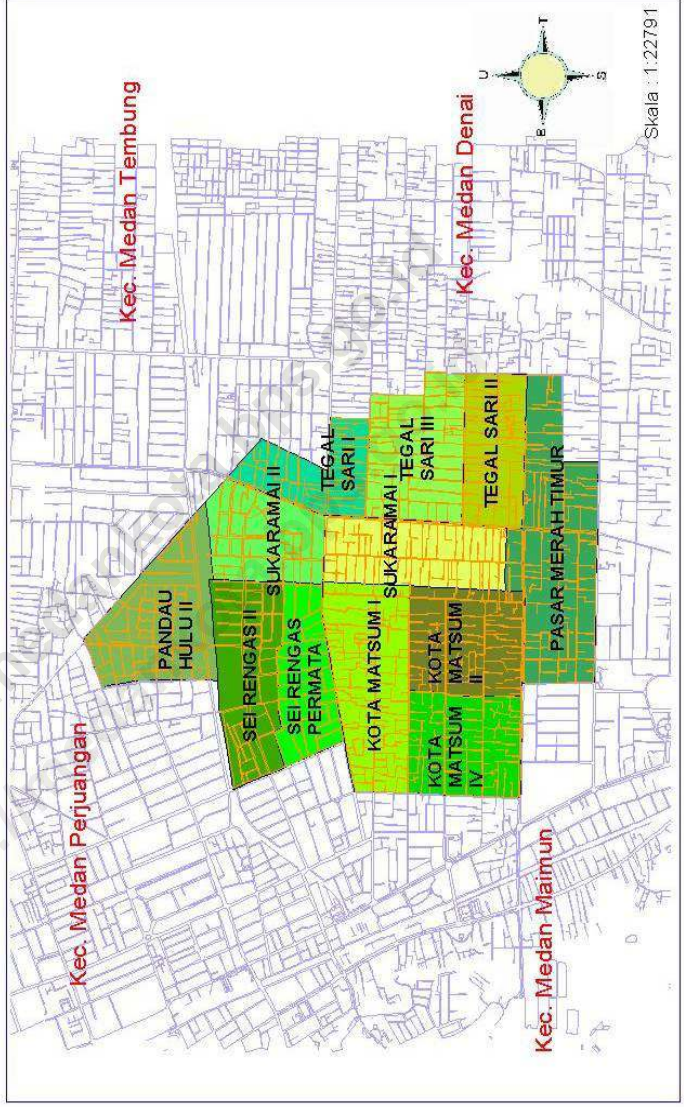 Kec. Medan Perjuangan
Kec. Medan Tembung
PANDAU
HULU II
SEI RENGAS II
SEI RENGAS
PERMATA
SUKARAMAI II
TEGAL
SARI I
KOTA MATSUM I
SUKARAMAI I
TEGAL
SARI III
KOTA
MATSUM
IV
KOTA
MATSUM
II
TEGAL SARI II
PASAR MERAH TIMUR
Kec. Medan Maimun
Kec. Medan Denai
U
B
T
S
Skala : 1:22791